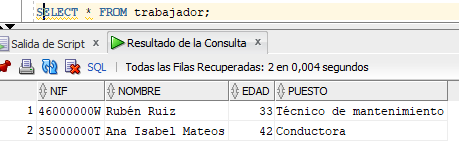 SELECT * FROM trabajador;
Salida de Script × Resultado de la Consulta ×
SQL | Todas las Filas Recuperadas: 2 en 0,004 segundos
NIF NOMBRE EDAD PUESTO
1 46000000W Rubén Ruiz 33 Técnico de mantenimiento
2 35000000T Ana Isabel Mateos 42 Conductora